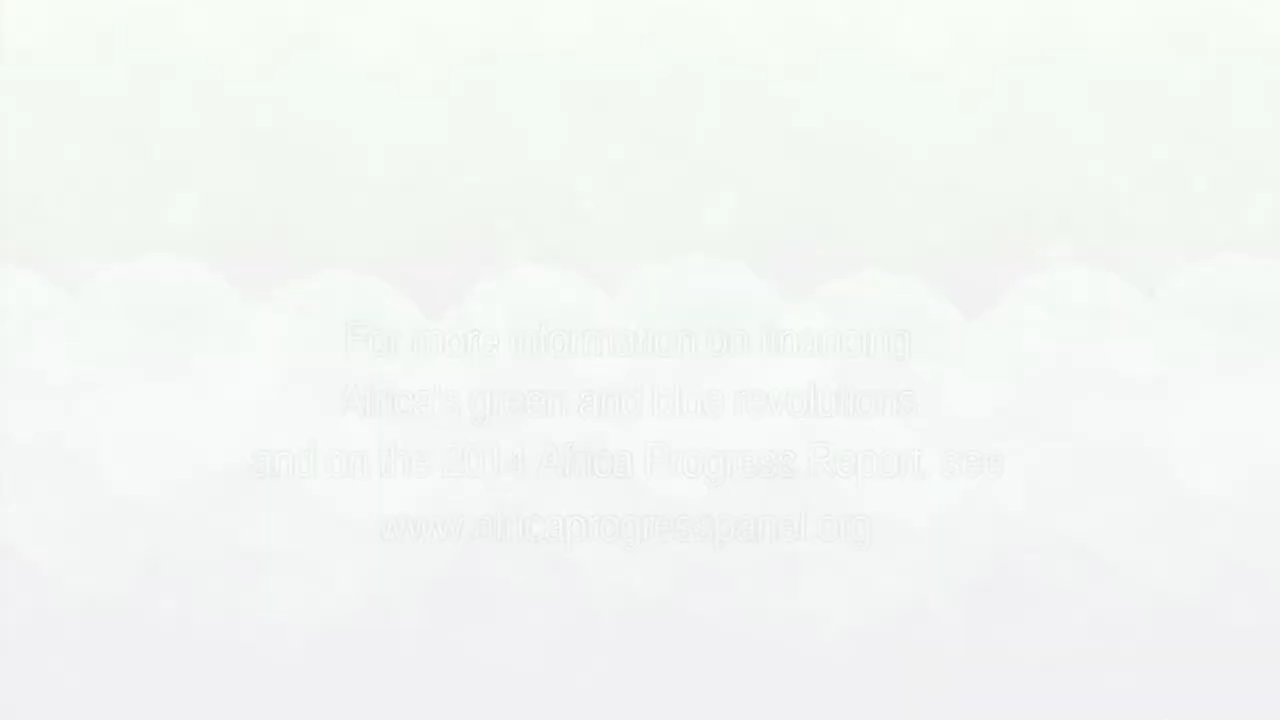 For more information on financing
Africa's green and blue revolutions
and on the 2014 Africa Progress Report, see
www.africaprogresspanel.org